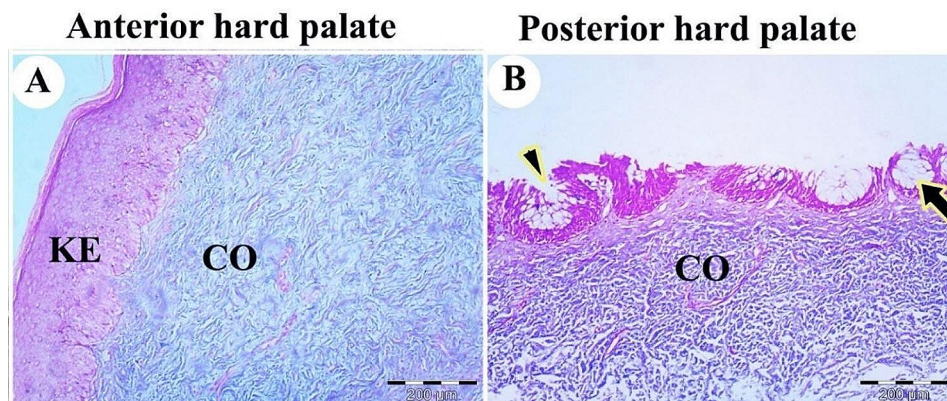 Anterior hard palate
Posterior hard palate
A
B
KE
CO
CO
200 µm
200 µm